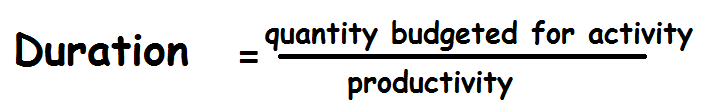 Duration = quantity budgeted for activity
productivity